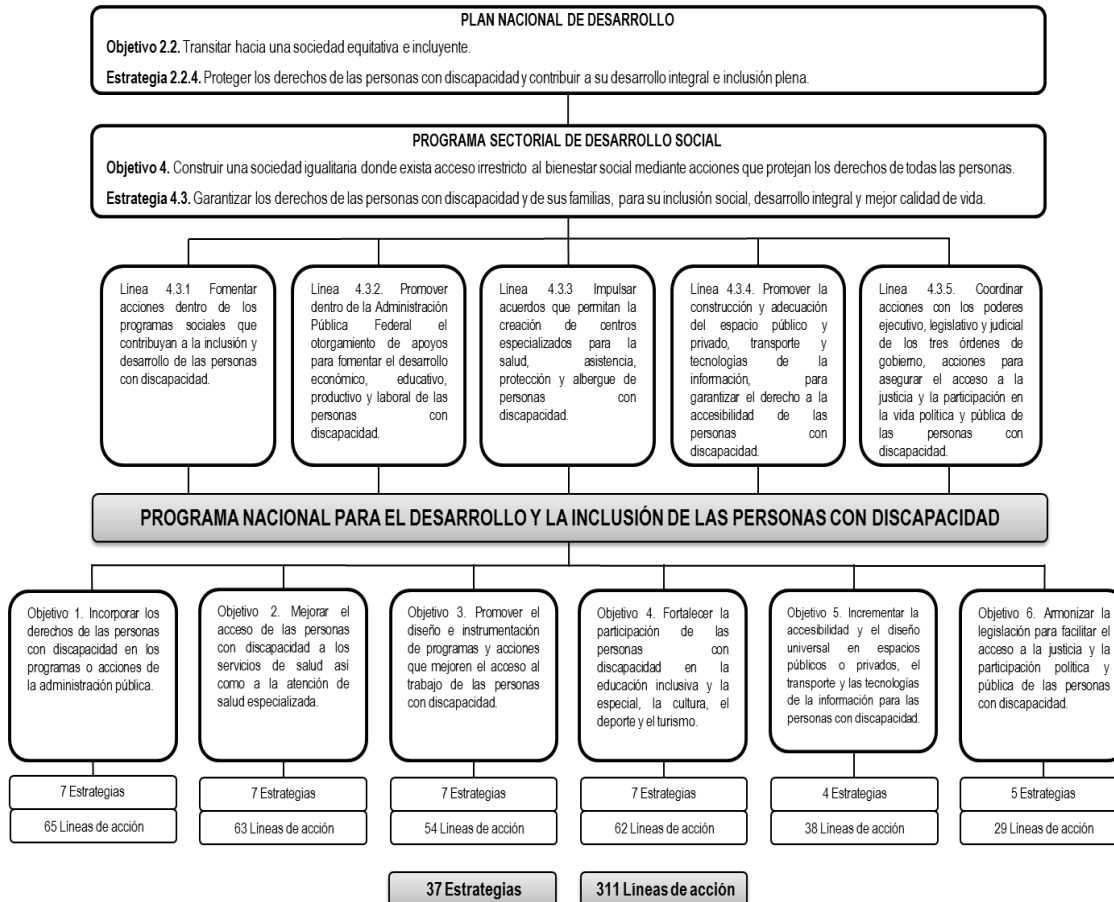 PLAN NACIONAL DE DESARROLLO
Objetivo 2.2. Transitar hacia una sociedad equitativa e incluyente.
Estrategia 2.2.4. Proteger los derechos de las personas con discapacidad y contribuir a su desarrollo integral e inclusión plena.
PROGRAMA SECTORIAL DE DESARROLLO SOCIAL
Objetivo 4. Construir una sociedad igualitaria donde exista acceso irrestricto al bienestar social mediante acciones que protejan los derechos de todas las personas.
Estrategia 4.3. Garantizar los derechos de las personas con discapacidad y de sus familias, para su inclusión social, desarrollo integral y mejor calidad de vida.
Línea 4.3.1 Fomentar
acciones dentro de los
programas sociales que
contribuyan a la inclusión y
desarrollo de las personas
con discapacidad.
Línea 4.3.2. Promover
dentro de la Administración
Pública Federal el
otorgamiento de apoyos
para fomentar el desarrollo
económico, educativo,
productivo y laboral de las
personas con
discapacidad.
Línea 4.3.3 Impulsar
acuerdos que permitan la
creación de centros
especializados para la
salud, asistencia,
protección y albergue de
personas con
discapacidad.
Línea 4.3.4. Promover la
construcción y adecuación
del espacio público y
privado, transporte y
tecnologías de la
información, para
garantizar el derecho a la
accesibilidad de las
personas con
discapacidad.
Línea 4.3.5. Coordinar
acciones con los poderes
ejecutivo, legislativo y judicial
de los tres órdenes de
gobierno, acciones para
asegurar el acceso a la
justicia y la participación en
la vida política y pública de
las personas con
discapacidad.
PROGRAMA NACIONAL PARA EL DESARROLLO Y LA INCLUSIÓN DE LAS PERSONAS CON DISCAPACIDAD
Objetivo 1. Incorporar los
derechos de las personas
con discapacidad en los
programas o acciones de
la administración pública.
Objetivo 2. Mejorar el
acceso de las personas
con discapacidad a los
servicios de salud así
como a la atención de
salud especializada.
Objetivo 3. Promover el
diseño e instrumentación
de programas y acciones
que mejoren el acceso al
trabajo de las personas
con discapacidad.
Objetivo 4. Fortalecer la
participación de las
personas con
discapacidad en la
educación inclusiva y la
especial, la cultura, el
deporte y el turismo.
Objetivo 5. Incrementar la
accesibilidad y el diseño
universal en espacios
públicos o privados, el
transporte y las tecnologías
de la información para las
personas con discapacidad.
Objetivo 6. Armonizar la
legislación para facilitar el
acceso a la justicia y la
participación política y
pública de las personas
con discapacidad.
7 Estrategias
65 Líneas de acción
7 Estrategias
63 Líneas de acción
7 Estrategias
54 Líneas de acción
7 Estrategias
62 Líneas de acción
4 Estrategias
38 Líneas de acción
5 Estrategias
29 Líneas de acción
37 Estrategias
311 Líneas de acción